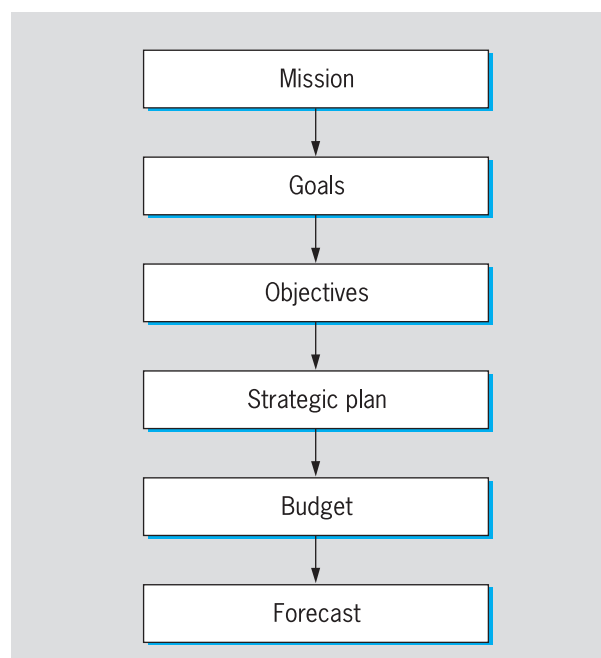 Mission
Goals
Objectives
Strategic plan
Budget
Forecast